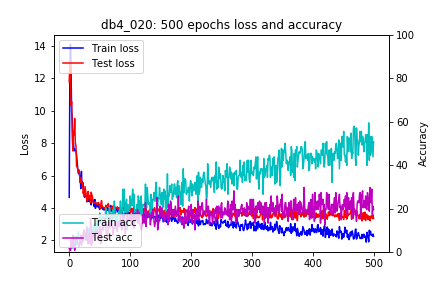 db4_020: 500 epochs loss and accuracy
Train loss
Test loss
Train acc
Test acc
Loss
14
12
10
8
6
4
2
Accuracy
100
80
60
40
20
0
0
100
200
300
400
500